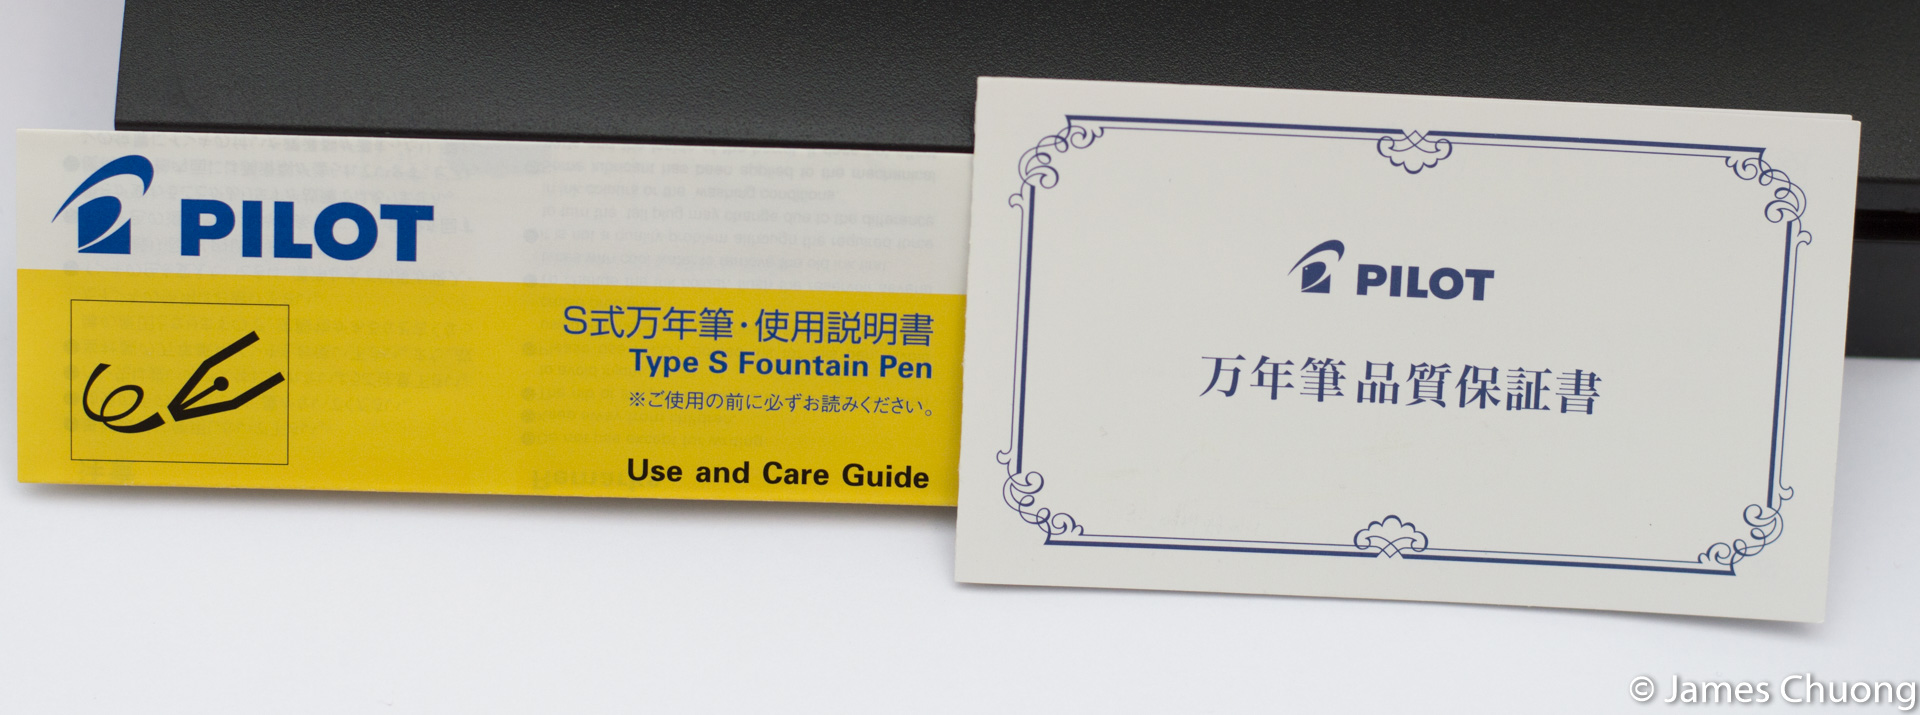 PILOT
S式万年筆・使用説明書
Type S Fountain Pen
※ご使用の前に必ずお読みください。
Use and Care Guide
PILOT
万年筆品質保証書
© James Chuong